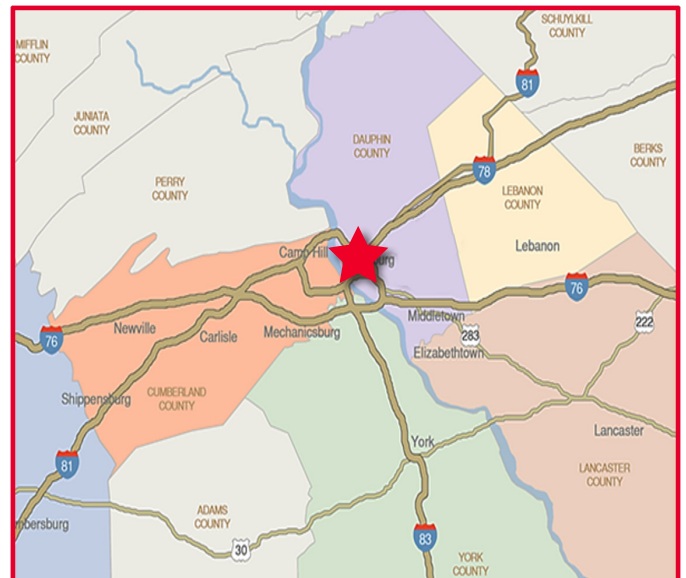 SCHUYLKILL
COUNTY
MIFFLIN
COUNTY
81
JUNIATA
COUNTY
DAUPHIN
COUNTY
BERKS
COUNTY
78
PERRY
COUNTY
LEBANON
COUNTY
Camp Hill
urg
Lebanon
76
Middletown
222
76
Newville
Carlisle
Mechanicsburg
283
Elizabethtown
Shippensburg
CUMBERLAND
COUNTY
York
Lancaster
81
LANCASTER
COUNTY
mbersburg
ADAMS
COUNTY
30
83
YORK
COUNTY